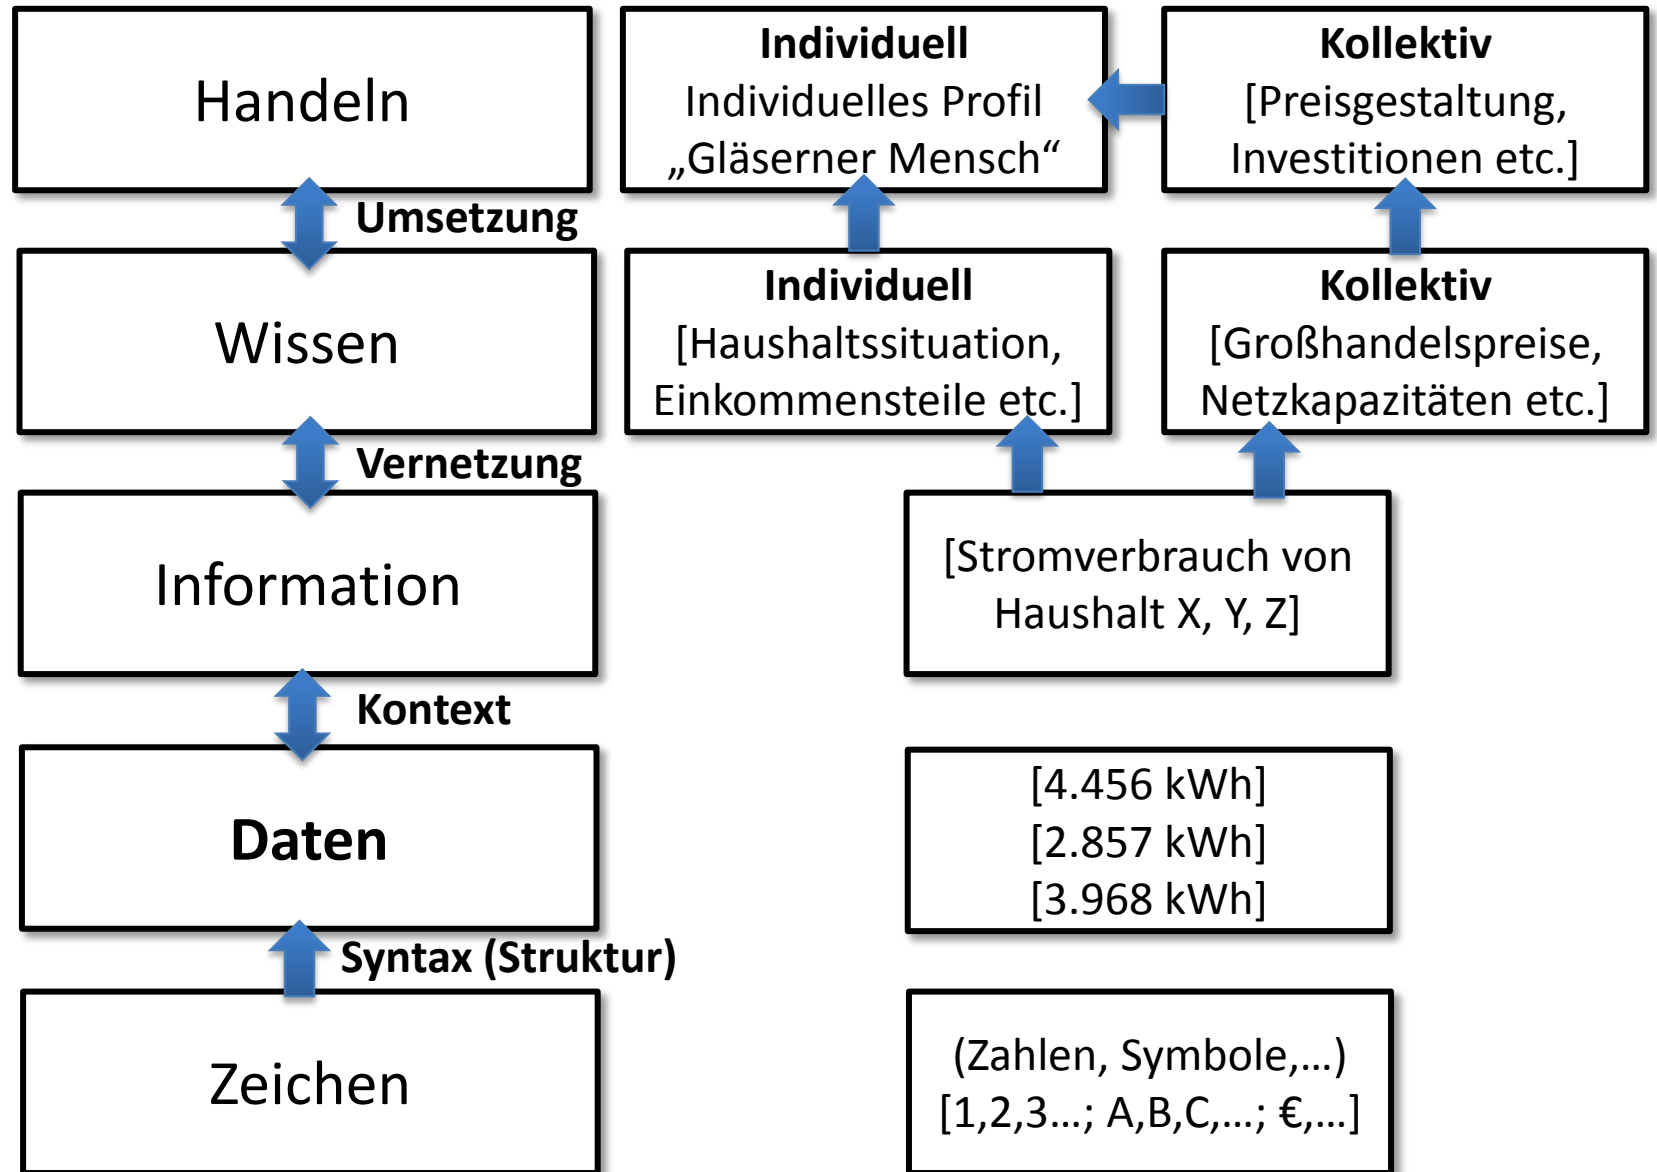 Handeln
Individuell
Individuelles Profil
„Gläserner Mensch“
Kollektiv
[Preisgestaltung,
Investitionen etc.]
Umsetzung
Wissen
Individuell
[Haushaltssituation,
Einkommensteile etc.]
Kollektiv
[Großhandelspreise,
Netzkapazitäten etc.]
Vernetzung
Information
[Stromverbrauch von
Haushalt X, Y, Z]
Kontext
Daten
[4.456 kWh]
[2.857 kWh]
[3.968 kWh]
Syntax (Struktur)
Zeichen
(Zahlen, Symbole,…)
[1,2,3…; A,B,C,…; €,…]